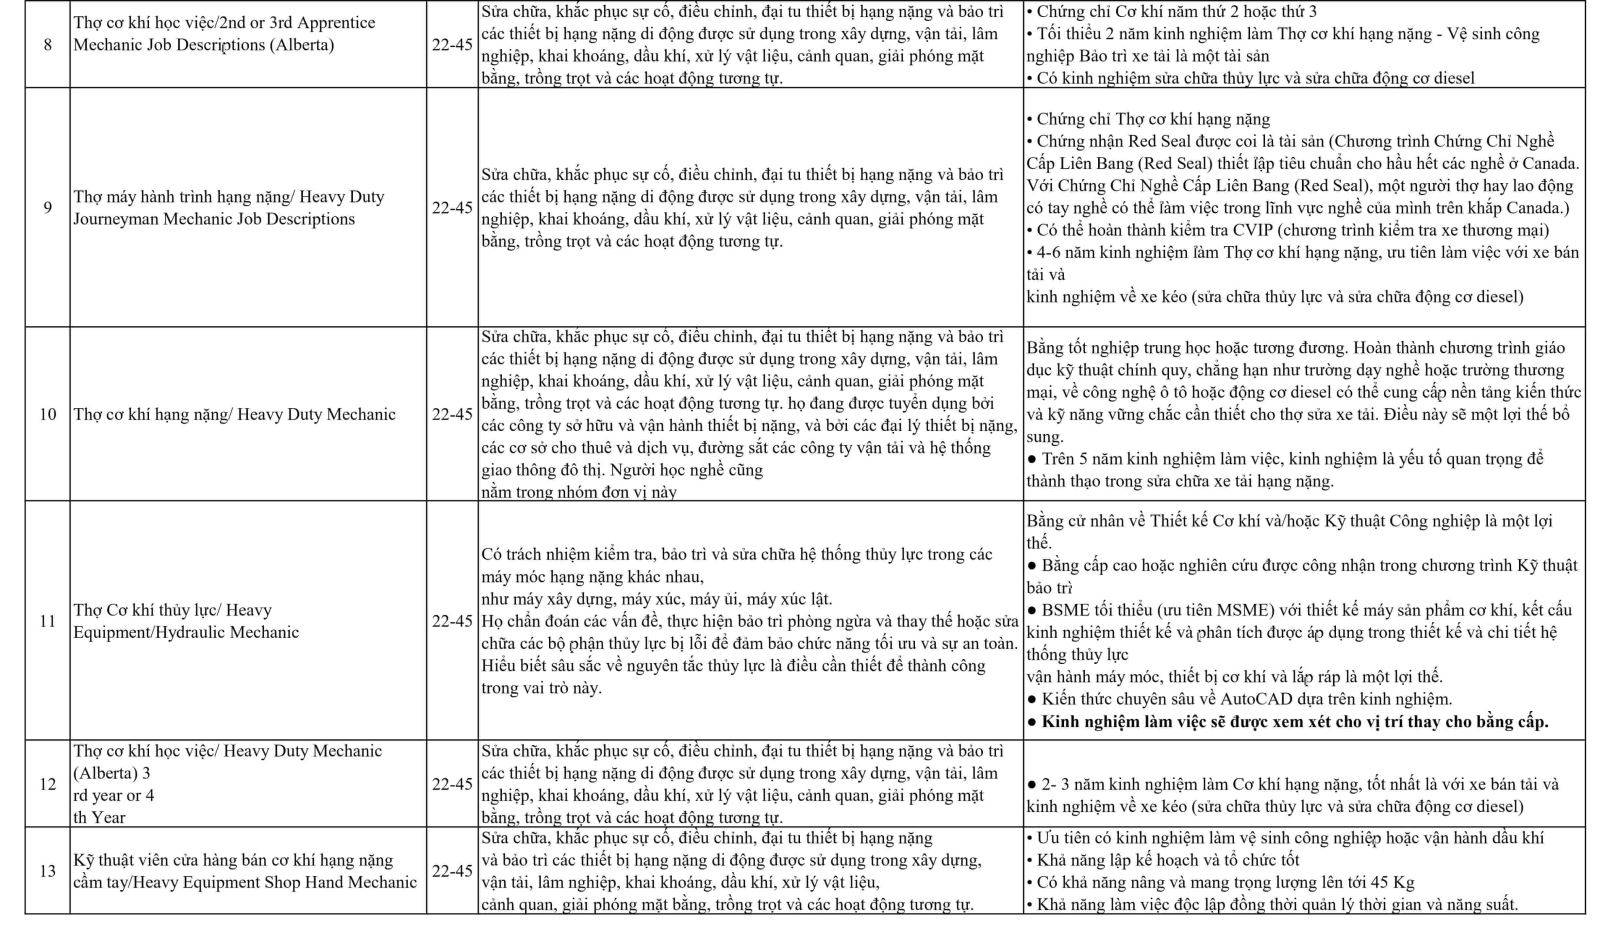 8
Thợ cơ khí học việc/2nd or 3rd Apprentice
Mechanic Job Descriptions (Alberta)
22-45
Sửa chữa, khắc phục sự cố, điều chỉnh, đại tu thiết bị hạng nặng và bảo trì
các thiết bị hạng nặng di động được sử dụng trong xây dựng, vận tải, lâm
nghiệp, khai khoáng, dầu khí, xử lý vật liệu, cảnh quan, giải phóng mặt
bằng, trồng trọt và các hoạt động tương tự.
• Chứng chỉ Cơ khí năm thứ 2 hoặc thứ 3
• Tối thiểu 2 năm kinh nghiệm làm Thợ cơ khí hạng nặng - Vệ sinh công
nghiệp Bảo trì xe tải là một tài sản
• Có kinh nghiệm sửa chữa thủy lực và sửa chữa động cơ diesel
9
Thợ máy hành trình hạng nặng/ Heavy Duty
Journeyman Mechanic Job Descriptions
22-45
Sửa chữa, khắc phục sự cố, điều chỉnh, đại tu thiết bị hạng nặng và bảo trì
các thiết bị hạng nặng di động được sử dụng trong xây dựng, vận tải, lâm
nghiệp, khai khoáng, dầu khí, xử lý vật liệu, cảnh quan, giải phóng mặt
bằng, trồng trọt và các hoạt động tương tự.
• Chứng chỉ Thợ cơ khí hạng nặng
• Chứng nhận Red Seal được coi là tài sản (Chương trình Chứng Chỉ Nghề
Cấp Liên Bang (Red Seal) thiết lập tiêu chuẩn cho hầu hết các nghề ở Canada.
Với Chứng Chỉ Nghề Cấp Liên Bang (Red Seal), một người thợ hay lao động
có tay nghề có thể làm việc trong lĩnh vực nghề của mình trên khắp Canada.)
• Có thể hoàn thành kiểm tra CVIP (chương trình kiểm tra xe thương mại)
• 4-6 năm kinh nghiệm làm Thợ cơ khí hạng nặng, ưu tiên làm việc với xe bán
tải và
kinh nghiệm về xe kéo (sửa chữa thủy lực và sửa chữa động cơ diesel)
10
Thợ cơ khí hạng nặng/ Heavy Duty Mechanic
22-45
Sửa chữa, khắc phục sự cố, điều chỉnh, đại tu thiết bị hạng nặng và bảo trì
các thiết bị hạng nặng di động được sử dụng trong xây dựng, vận tải, lâm
nghiệp, khai khoáng, dầu khí, xử lý vật liệu, cảnh quan, giải phóng mặt
bằng, trồng trọt và các hoạt động tương tự. họ đang được tuyển dụng bởi
các công ty sở hữu và vận hành thiết bị nặng, và bởi các đại lý thiết bị nặng,
các cơ sở cho thuê và dịch vụ, đường sắt các công ty vận tải và hệ thống
giao thông đô thị. Người học nghề cũng
nằm trong nhóm đơn vị này
Bằng tốt nghiệp trung học hoặc tương đương. Hoàn thành chương trình giáo
dục kỹ thuật chính quy, chẳng hạn như trường dạy nghề hoặc trường thương
mại, về công nghệ ô tô hoặc động cơ diesel có thể cung cấp nền tảng kiến thức
và kỹ năng vững chắc cần thiết cho thợ sửa xe tải. Điều này sẽ một lợi thế bổ
sung.
● Trên 5 năm kinh nghiệm làm việc, kinh nghiệm là yếu tố quan trọng để
thành thạo trong sửa chữa xe tải hạng nặng.
11
Thợ Cơ khí thủy lực/ Heavy
Equipment/Hydraulic Mechanic
22-45
Có trách nhiệm kiểm tra, bảo trì và sửa chữa hệ thống thủy lực trong các
máy móc hạng nặng khác nhau,
như máy xây dựng, máy xúc, máy ủi, máy xúc lật.
Họ chẩn đoán các vấn đề, thực hiện bảo trì phòng ngừa và thay thế hoặc sửa
chữa các bộ phận thủy lực bị lỗi để đảm bảo chức năng tối ưu và sự an toàn.
Hiểu biết sâu sắc về nguyên tắc thủy lực là điều cần thiết để thành công
trong vai trò này.
Bằng cử nhân về Thiết kế Cơ khí và/hoặc Kỹ thuật Công nghiệp là một lợi
thế.
● Bằng cấp cao hoặc nghiên cứu được công nhận trong chương trình Kỹ thuật
bảo trì
● BSME tối thiểu (ưu tiên MSME) với thiết kế máy sản phẩm cơ khí, kết cấu
kinh nghiệm thiết kế và phân tích được áp dụng trong thiết kế và chi tiết hệ
thống thủy lực
vận hành máy móc, thiết bị cơ khí và lắp ráp là một lợi thế.
● Kiến thức chuyên sâu về AutoCAD dựa trên kinh nghiệm.
● Kinh nghiệm làm việc sẽ được xem xét cho vị trí thay cho bằng cấp.
12
Thợ cơ khí học việc/ Heavy Duty Mechanic
(Alberta) 3
rd year or 4
th Year
22-45
Sửa chữa, khắc phục sự cố, điều chỉnh, đại tu thiết bị hạng nặng và bảo trì
các thiết bị hạng nặng di động được sử dụng trong xây dựng, vận tải, lâm
nghiệp, khai khoáng, dầu khí, xử lý vật liệu, cảnh quan, giải phóng mặt
bằng, trồng trọt và các hoạt động tương tự.
● 2- 3 năm kinh nghiệm làm Cơ khí hạng nặng, tốt nhất là với xe bán tải và
kinh nghiệm về xe kéo (sửa chữa thủy lực và sửa chữa động cơ diesel)
13
Kỹ thuật viên cửa hàng bán cơ khí hạng nặng
cầm tay/Heavy Equipment Shop Hand Mechanic
22-45
Sửa chữa, khắc phục sự cố, điều chỉnh, đại tu thiết bị hạng nặng
và bảo trì các thiết bị hạng nặng di động được sử dụng trong xây dựng,
vận tải, lâm nghiệp, khai khoáng, dầu khí, xử lý vật liệu,
cảnh quan, giải phóng mặt bằng, trồng trọt và các hoạt động tương tự.
• Ưu tiên có kinh nghiệm làm vệ sinh công nghiệp hoặc vận hành dầu khí
• Khả năng lập kế hoạch và tổ chức tốt
• Có khả năng nâng và mang trọng lượng lên tới 45 Kg
• Khả năng làm việc độc lập đồng thời quản lý thời gian và năng suất.